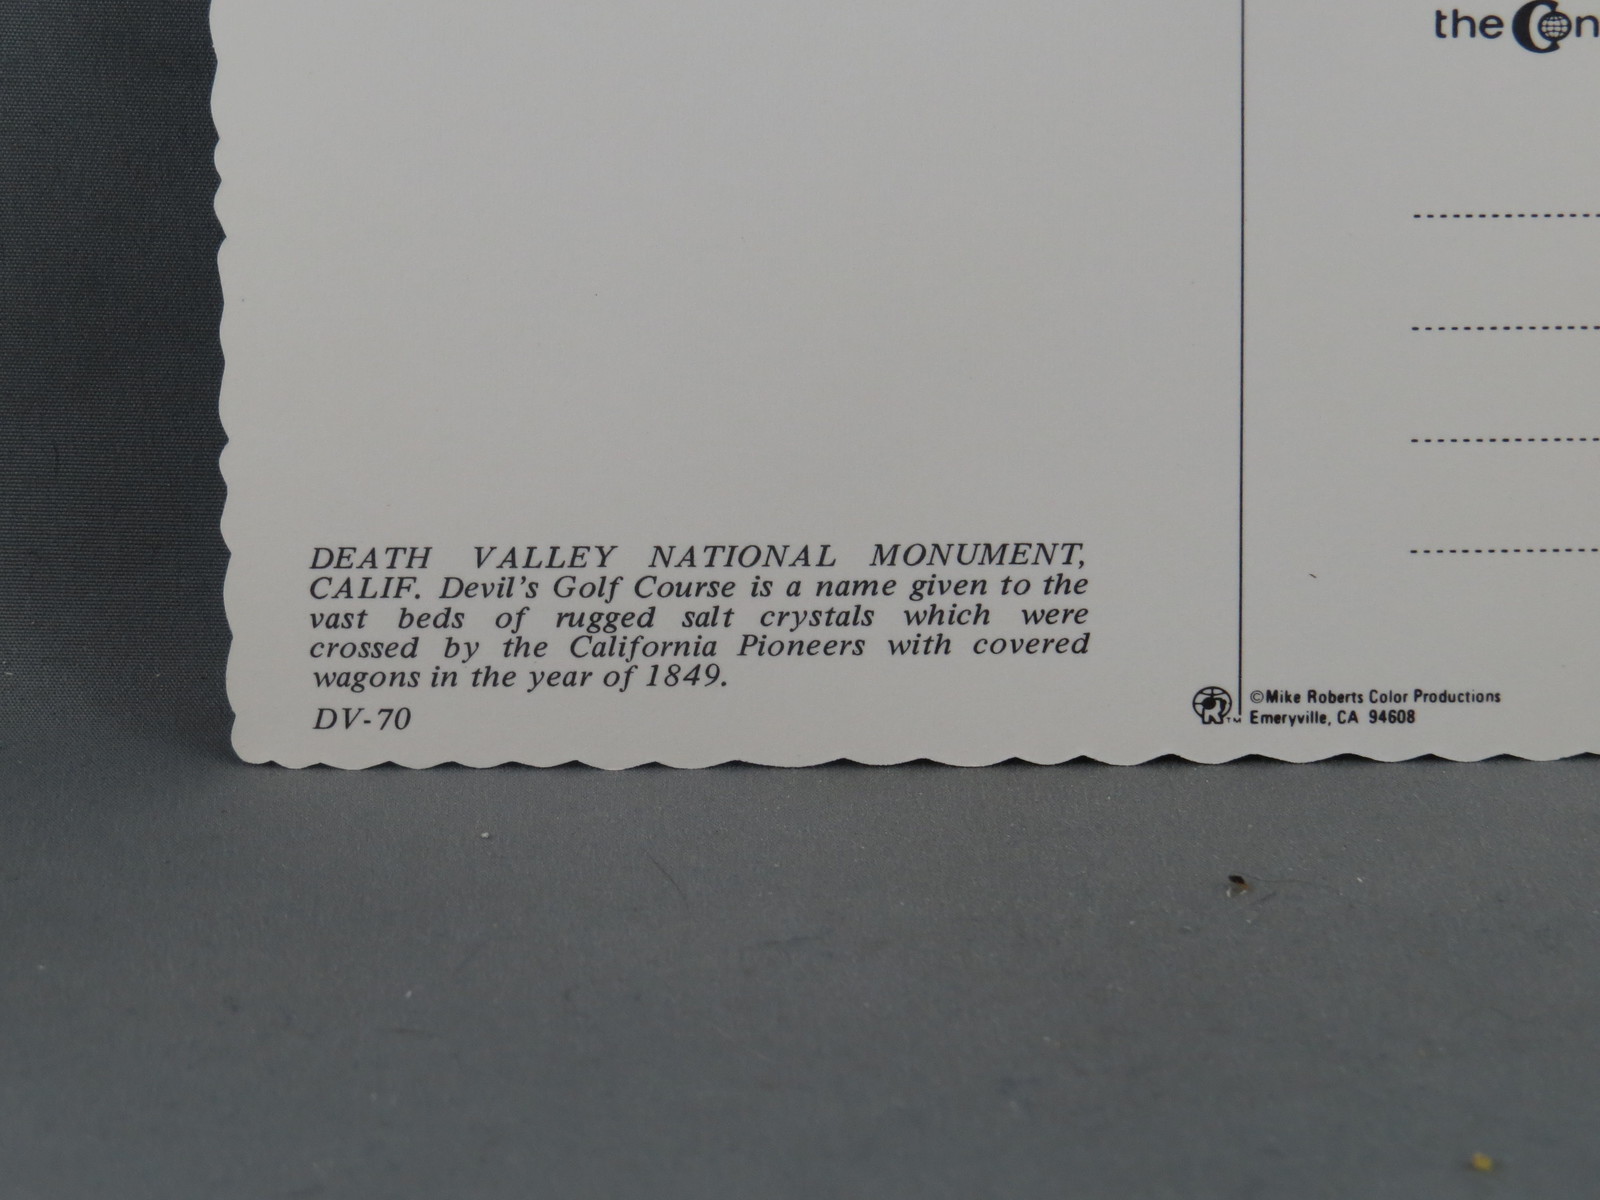 the
DEATH VALLEY NATIONAL MONUMENT,
CALIF. Devil's Golf Course is a name given to the
vast beds of rugged salt crystals which were
crossed by the California Pioneers with covered
wagons in the year of 1849.
DV-70
©Mike Roberts Color Productions
TM Emeryville, CA 94608